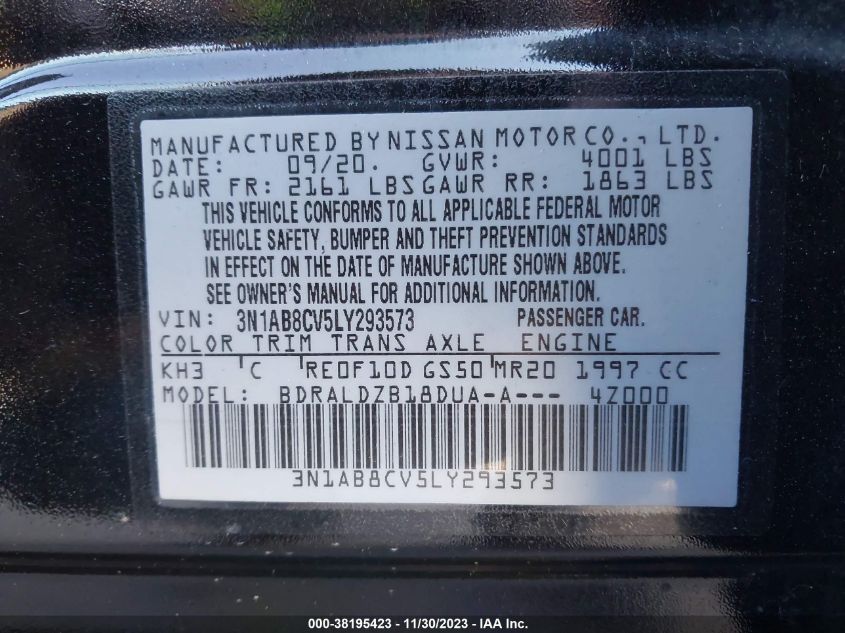 MANUFACTURED BY NISSAN MOTOR CO., LTD.
DATE: 09/20. GVWR: 4001 LBS
GAWR FR: 2161 LBS GAWR RR: 1863 LBS
THIS VEHICLE CONFORMS TO ALL APPLICABLE FEDERAL MOTOR
VEHICLE SAFETY, BUMPER AND THEFT PREVENTION STANDARDS
IN EFFECT ON THE DATE OF MANUFACTURE SHOWN ABOVE.
SEE OWNER'S MANUAL FOR ADDITIONAL INFORMATION.
VIN: 3N1AB8CV5LY293573 PASSENGER CAR.
COLOR TRIM TRANS AXLE ENGINE
KH3 C RE0F10D GS50 MR20 1997 CC
MODEL: BDRALDZB18DUA-A--- 4Z000
3N1AB8CV5LY293573
000-38195423 - 11/30/2023 - IAA Inc.